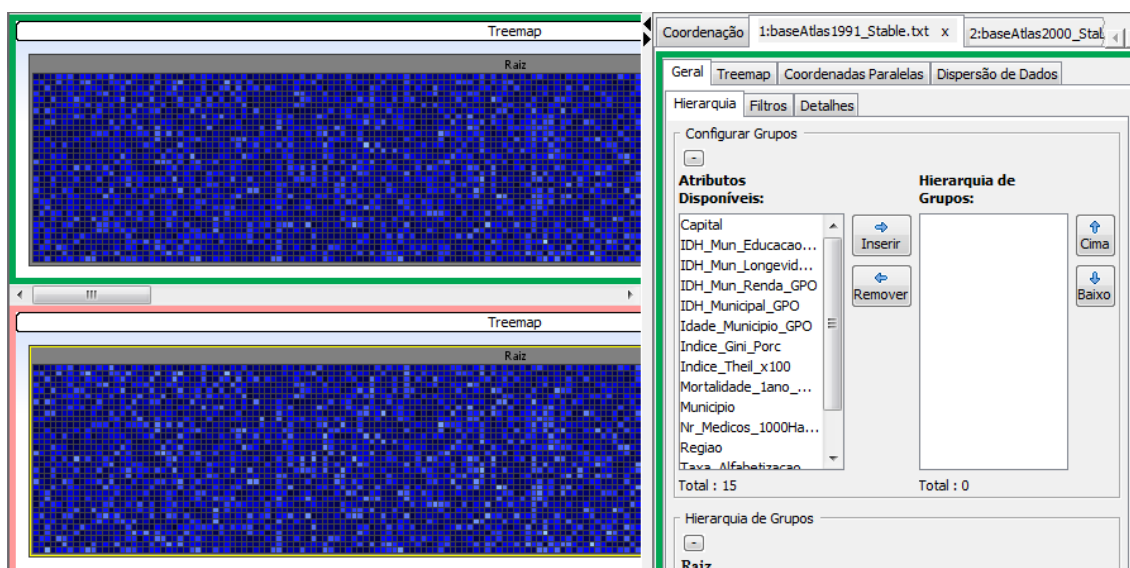 Treemap
Raiz
Treemap
Raiz
Coordenação
1:baseAtlas1991_Stable.txt x
2:baseAtlas2000_Stal
Geral
Treemap
Coordenadas Paralelas
Dispersão de Dados
Hierarquia
Filtros
Detalhes
Configurar Grupos
-
Atributos
Disponíveis:
Hierarquia de
Grupos:
Capital
IDH_Mun_Educacao...
IDH_Mun_Longevid...
IDH_Mun_Renda_GPO
IDH_Municipal_GPO
Idade_Municipio_GPO
Indice_Gini_Porc
Indice_Theil_x100
Mortalidade_1ano_...
Municipio
Nr_Medicos_1000Ha...
Regiao
Taxa_Alfabetizacao
Inserir
Remover
Cima
Baixo
Total : 15
Total : 0
Hierarquia de Grupos
-
Raiz